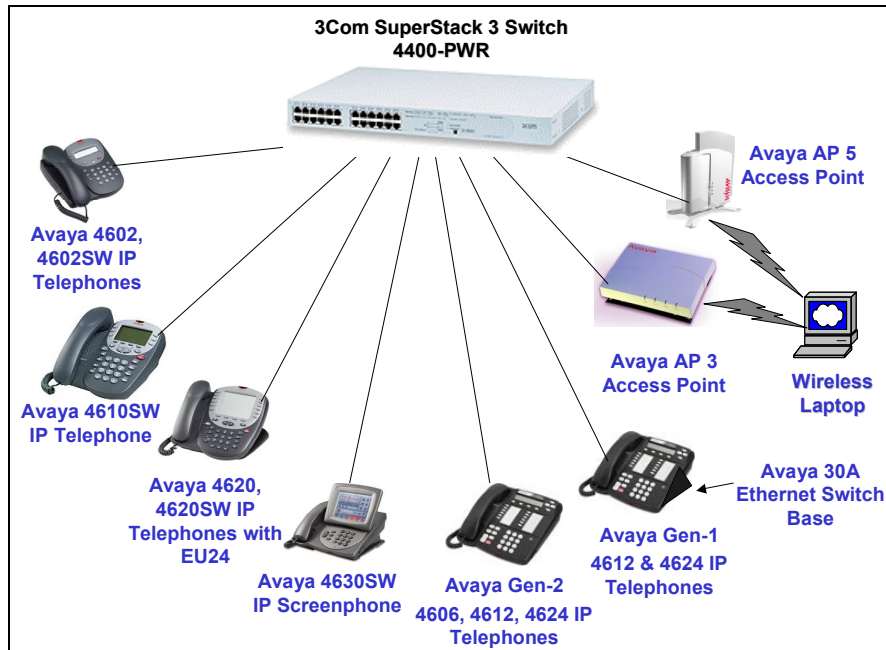 3Com SuperStack 3 Switch
4400-PWR
Avaya AP 5
Access Point
Avaya 4602,
4602SW IP
Telephones
Avaya AP 3
Access Point
Wireless
Laptop
Avaya 4610SW
IP Telephone
Avaya 4620,
4620SW IP
Telephones with
EU24
Avaya 30A
Ethernet Switch
Base
Avaya Gen-1
4612 & 4624 IP
Telephones
Avaya 4630SW
IP Screenphone
Avaya Gen-2
4606, 4612, 4624 IP
Telephones